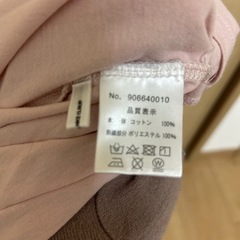 No. 906640010
品質表示
本 体 コットン 100%
刺繍部分 ポリエステル 100%